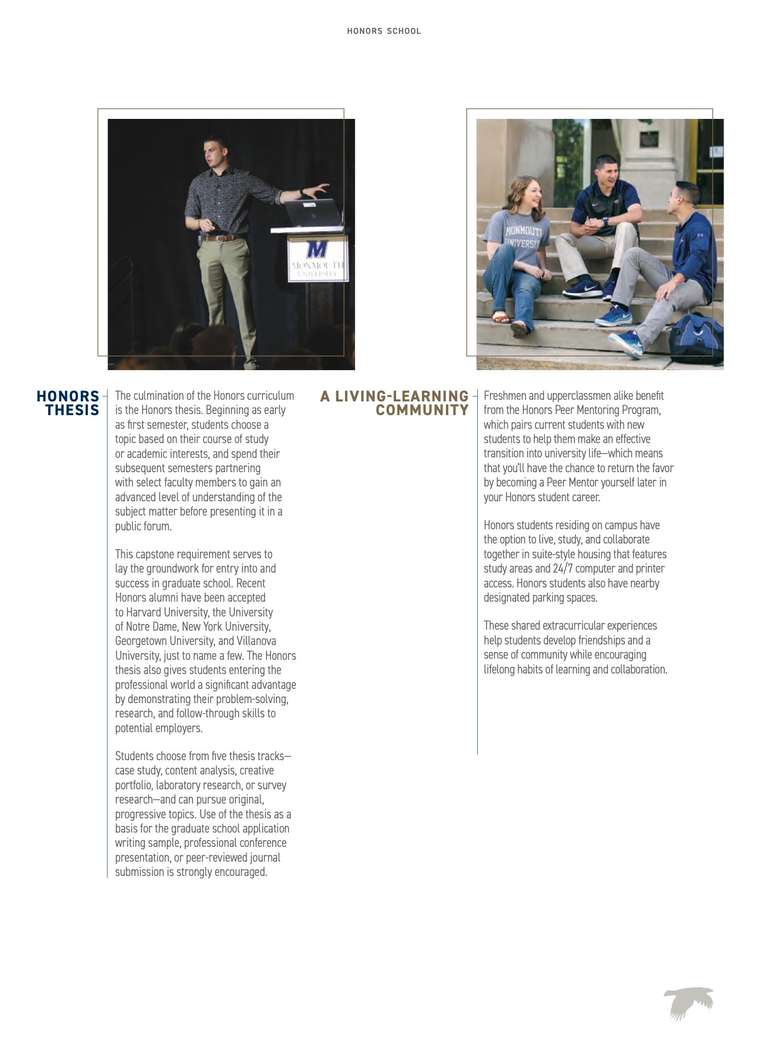 HONORS SCHOOL
M
MONMOUTH
UNIVERSITY
MONMOUTH
UNIVERSITY
HONORS
THESIS
The culmination of the Honors curriculum
is the Honors thesis. Beginning as early
as first semester, students choose a
topic based on their course of study
or academic interests, and spend their
subsequent semesters partnering
with select faculty members to gain an
advanced level of understanding of the
subject matter before presenting it in a
public forum.
This capstone requirement serves to
lay the groundwork for entry into and
success in graduate school. Recent
Honors alumni have been accepted
to Harvard University, the University
of Notre Dame, New York University,
Georgetown University, and Villanova
University, just to name a few. The Honors
thesis also gives students entering the
professional world a significant advantage
by demonstrating their problem-solving,
research, and follow-through skills to
potential employers.
Students choose from five thesis tracks—
case study, content analysis, creative
portfolio, laboratory research, or survey
research—and can pursue original,
progressive topics. Use of the thesis as a
basis for the graduate school application
writing sample, professional conference
presentation, or peer-reviewed journal
submission is strongly encouraged.
A LIVING-LEARNING
COMMUNITY
Freshmen and upperclassmen alike benefit
from the Honors Peer Mentoring Program,
which pairs current students with new
students to help them make an effective
transition into university life—which means
that you'll have the chance to return the favor
by becoming a Peer Mentor yourself later in
your Honors student career.
Honors students residing on campus have
the option to live, study, and collaborate
together in suite-style housing that features
study areas and 24/7 computer and printer
access. Honors students also have nearby
designated parking spaces.
These shared extracurricular experiences
help students develop friendships and a
sense of community while encouraging
lifelong habits of learning and collaboration.